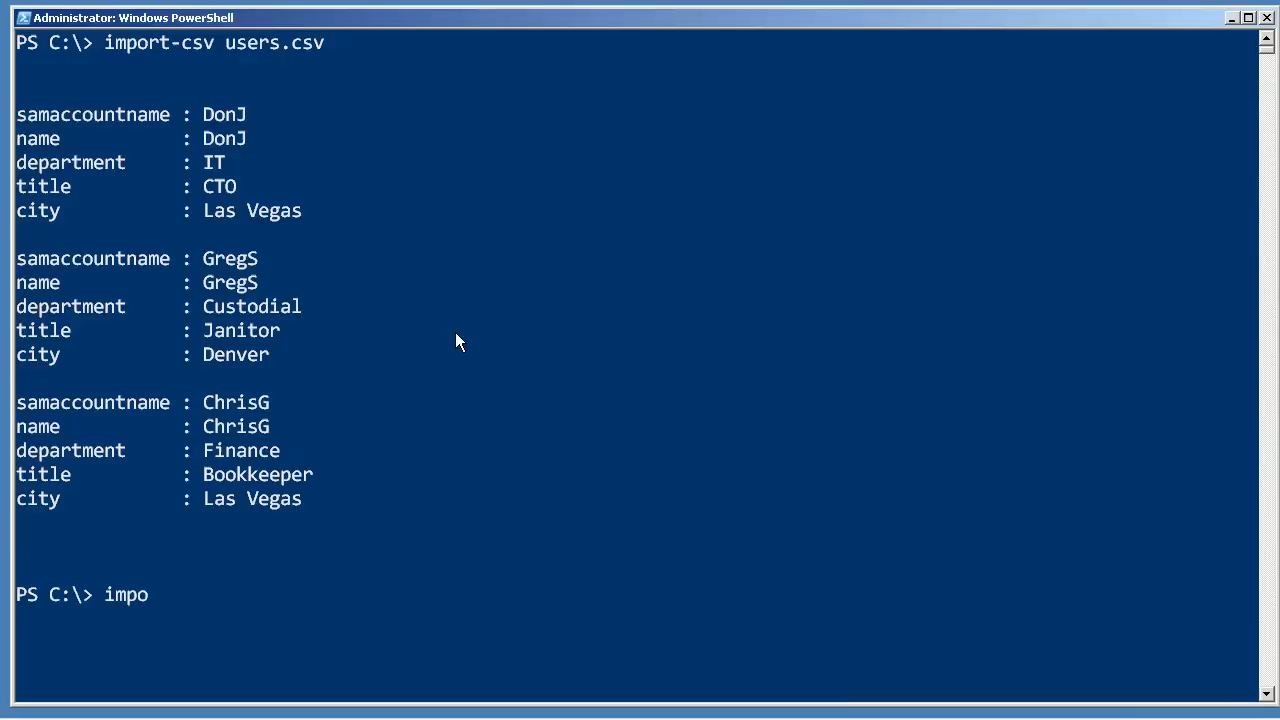 Administrator: Windows PowerShell
PS C:\> import-csv users.csv
samaccountname : DonJ
name           : DonJ
department     : IT
title          : CTO
city           : Las Vegas
samaccountname : GregS
name           : GregS
department     : Custodial
title          : Janitor
city           : Denver
samaccountname : ChrisG
name           : ChrisG
department     : Finance
title          : Bookkeeper
city           : Las Vegas
PS C:\> impo